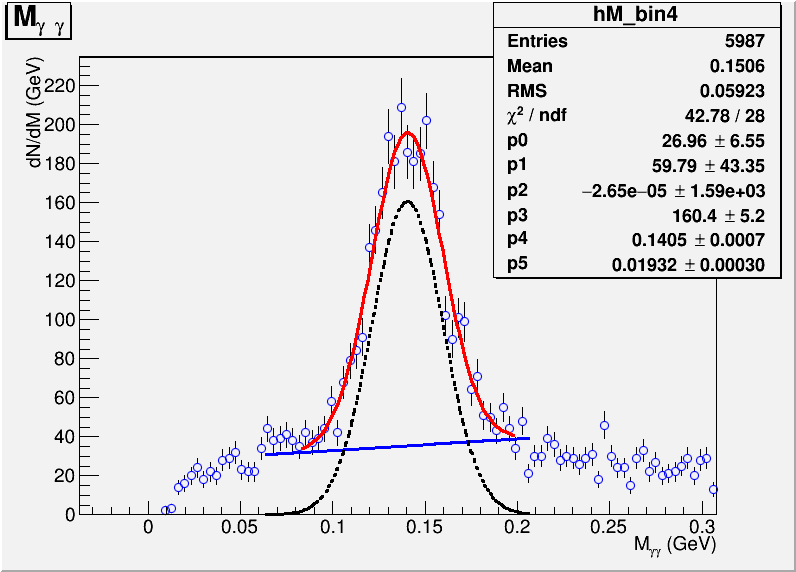 M γ γ
hM_bin4
Entries 5987
Mean 0.1506
RMS 0.05923
χ² / ndf 42.78 / 28
p0 26.96 ± 6.55
p1 59.79 ± 43.35
p2 −2.65e−05 ± 1.59e+03
p3 160.4 ± 5.2
p4 0.1405 ± 0.0007
p5 0.01932 ± 0.00030
dN/dM (GeV)
220
200
180
160
140
120
100
80
60
40
20
0
0 0.05 0.1 0.15 0.2 0.25 0.3
M γγ (GeV)